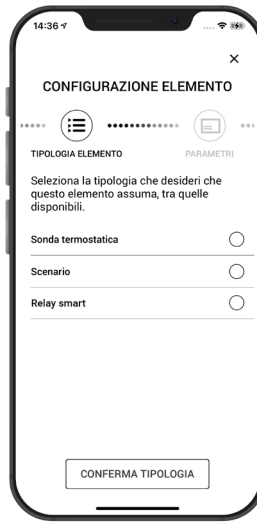 14:36
×
CONFIGURAZIONE ELEMENTO
TIPOLOGIA ELEMENTO PARAMETRI
Seleziona la tipologia che desideri che
questo elemento assuma, tra quelle
disponibili.
Sonda termostatica
Scenario
Relay smart
CONFERMA TIPOLOGIA